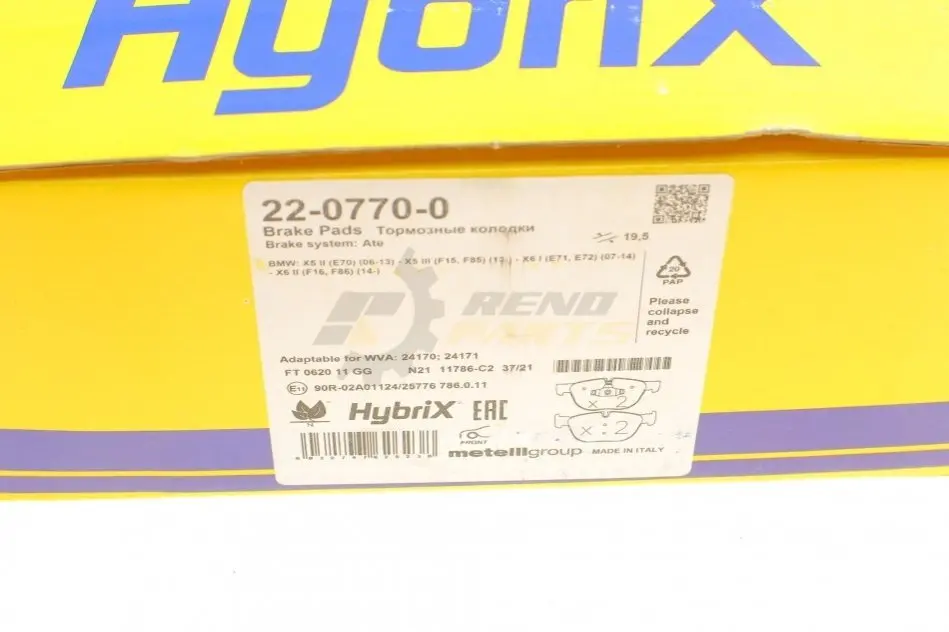 HybriX
22-0770-0
Brake Pads Тормозные колодки
Brake system: Ate
19,5
BMW: X5 II (E70) (06-13) - X5 III (F15, F85) (13-) - X6 I (E71, E72) (07-14)
- X6 II (F16, F86) (14-)
20
PAP
RENO
PARTS
Please
collapse
and
recycle
Adaptable for WVA: 24170; 24171
FT 0620 11 GG N21 11786-C2 37/21
E11 90R-02A01124/25776 786.0.11
x 2
x 2
N
HybriX EAC
FRONT
metelligroup MADE IN ITALY